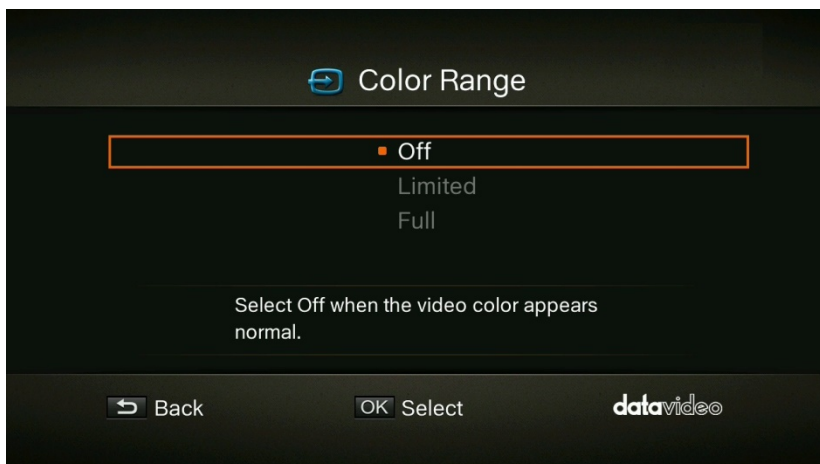 Color Range
Off
Limited
Full
Select Off when the video color appears
normal.
Back
OK Select
datavideo